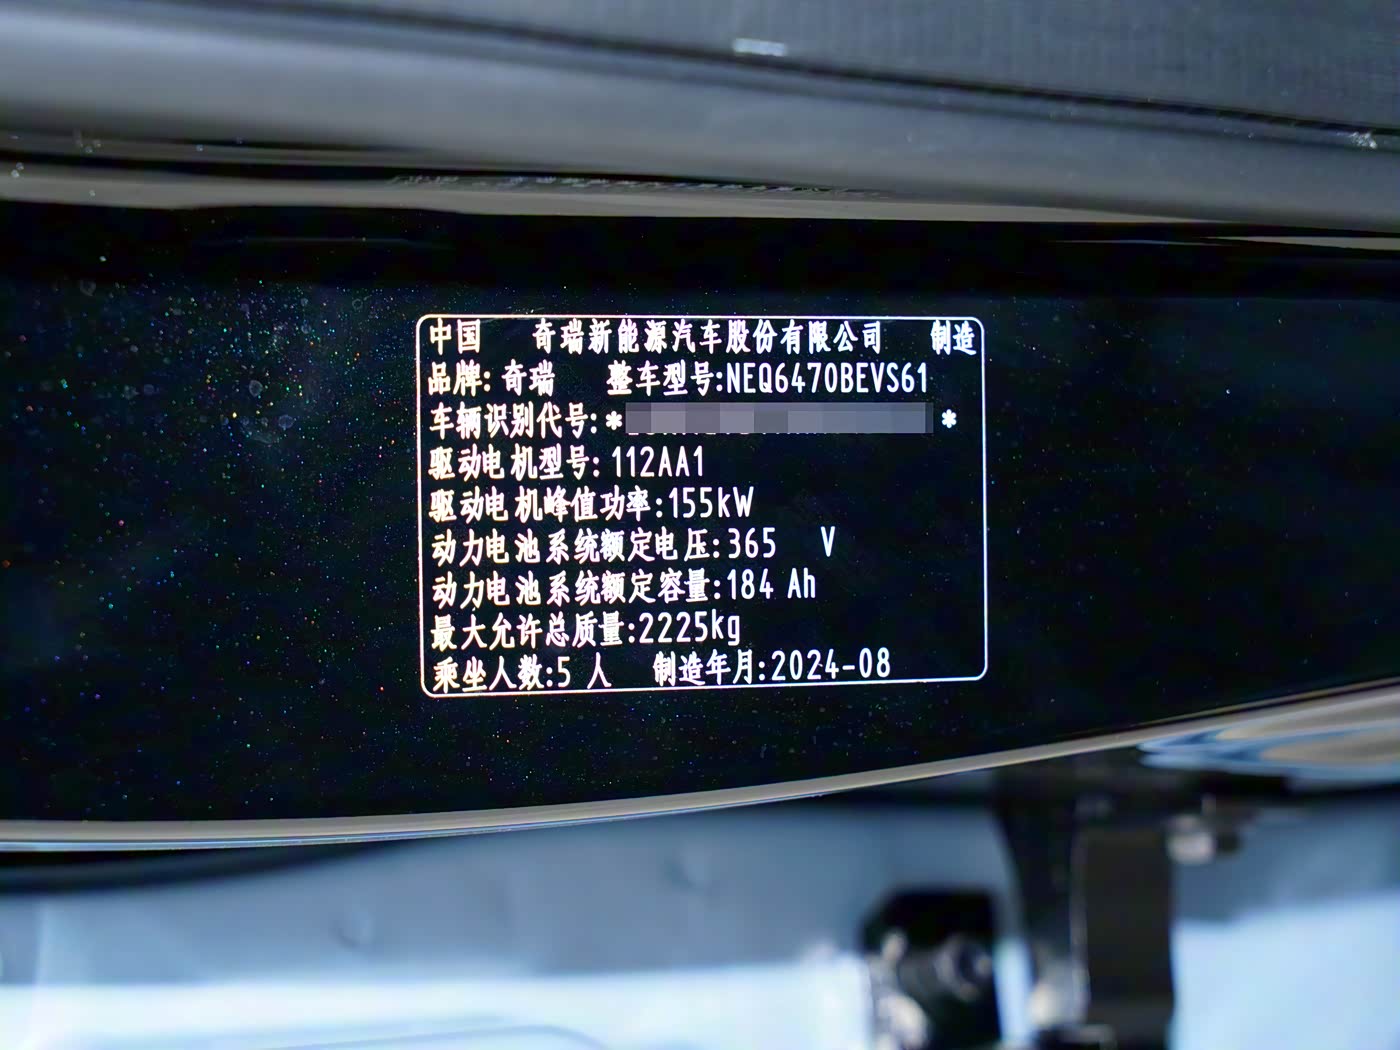 中国 奇瑞新能源汽车股份有限公司 制造
品牌: 奇瑞 整车型号:NEQ6470BEVS61
车辆识别代号:* *
驱动电机型号: 112AA1
驱动电机峰值功率:155kW
动力电池系统额定电压:365 V
动力电池系统额定容量:184 Ah
最大允许总质量:2225kg
乘坐人数:5 人 制造年月:2024-08